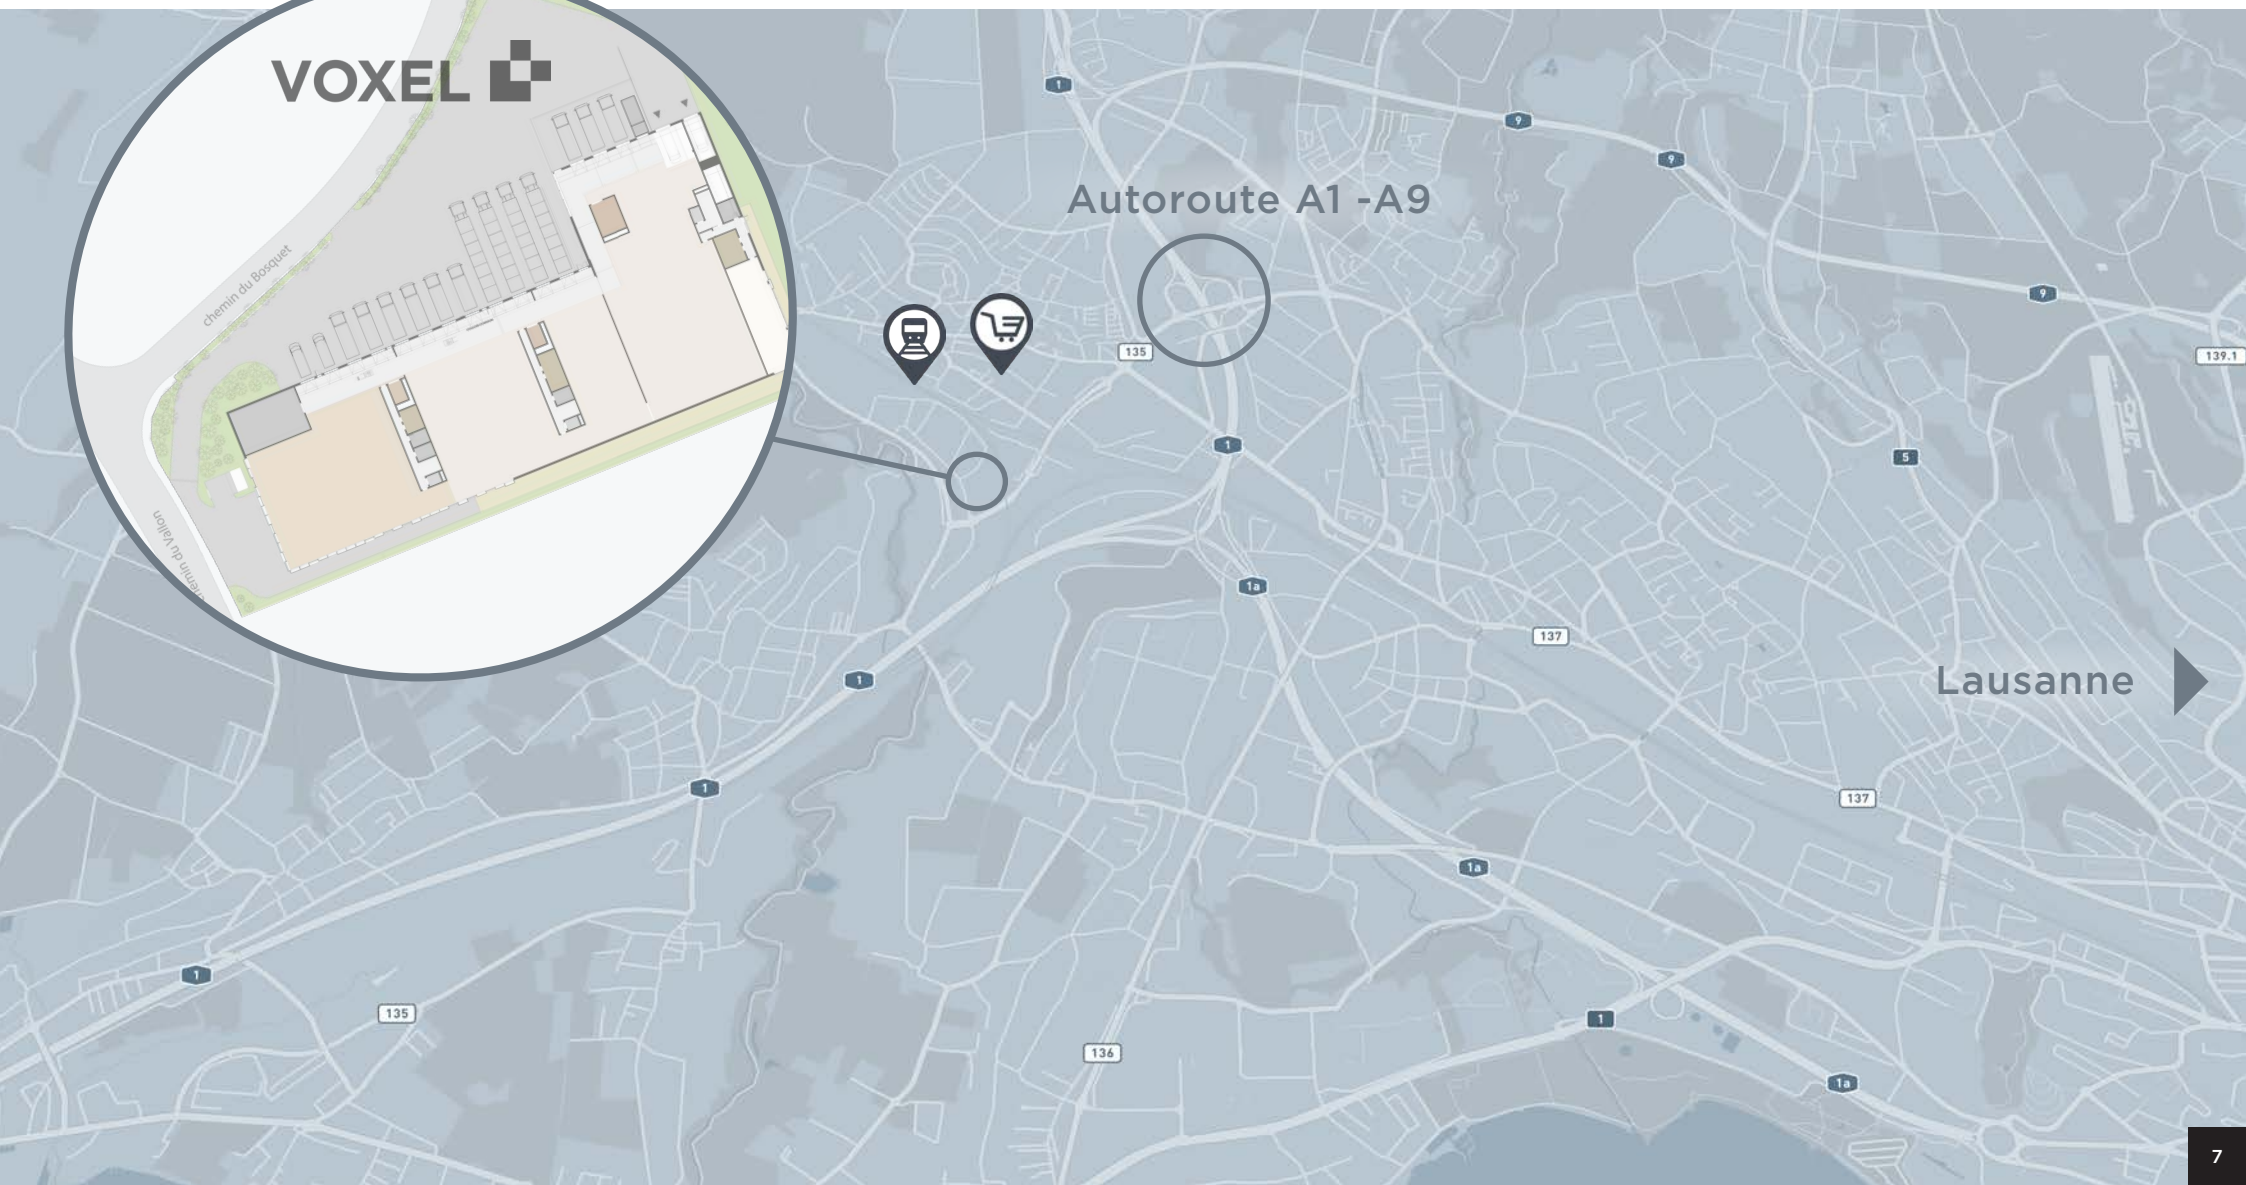 VOXEL
1
9
9
Autoroute A1 -A9
chemin du Bosquet
9
135
139.1
1
5
chemin du Vallon
1a
137
Lausanne
1
1
137
1a
1
135
1
136
1a
7